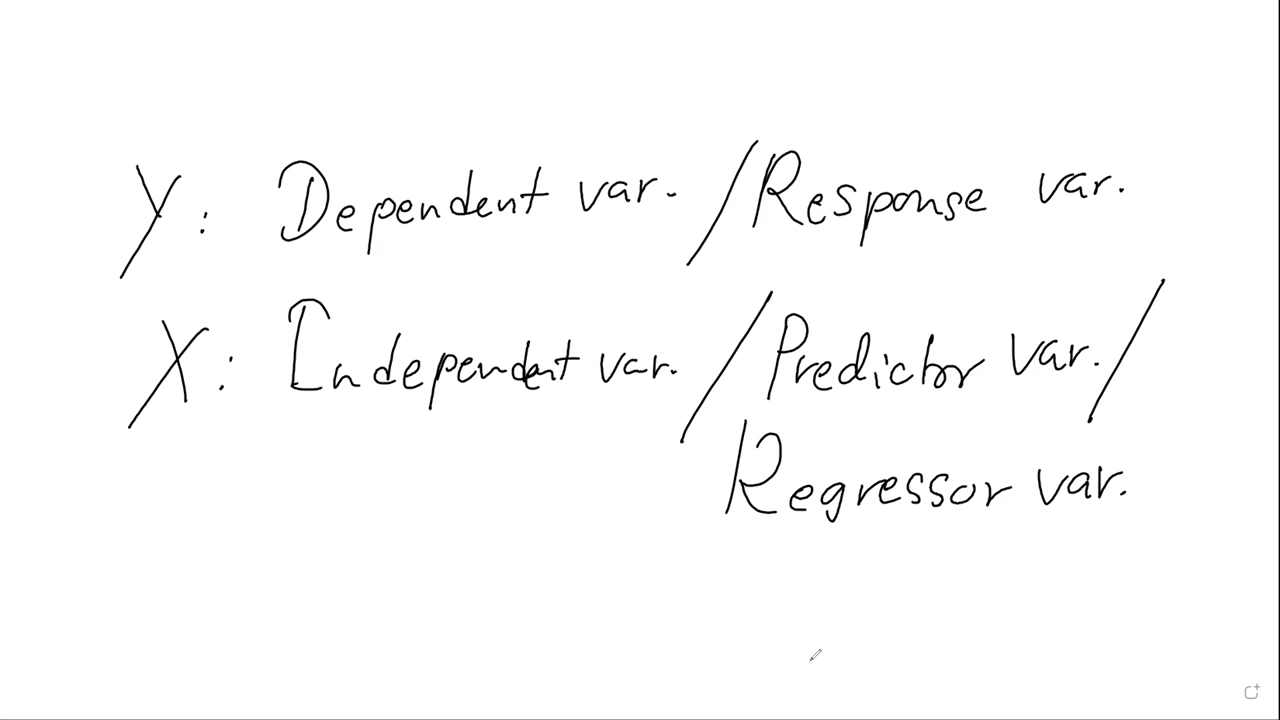 Y: Dependent var. / Response var.
X: Independent var. / Predictor var. /
Regressor var.